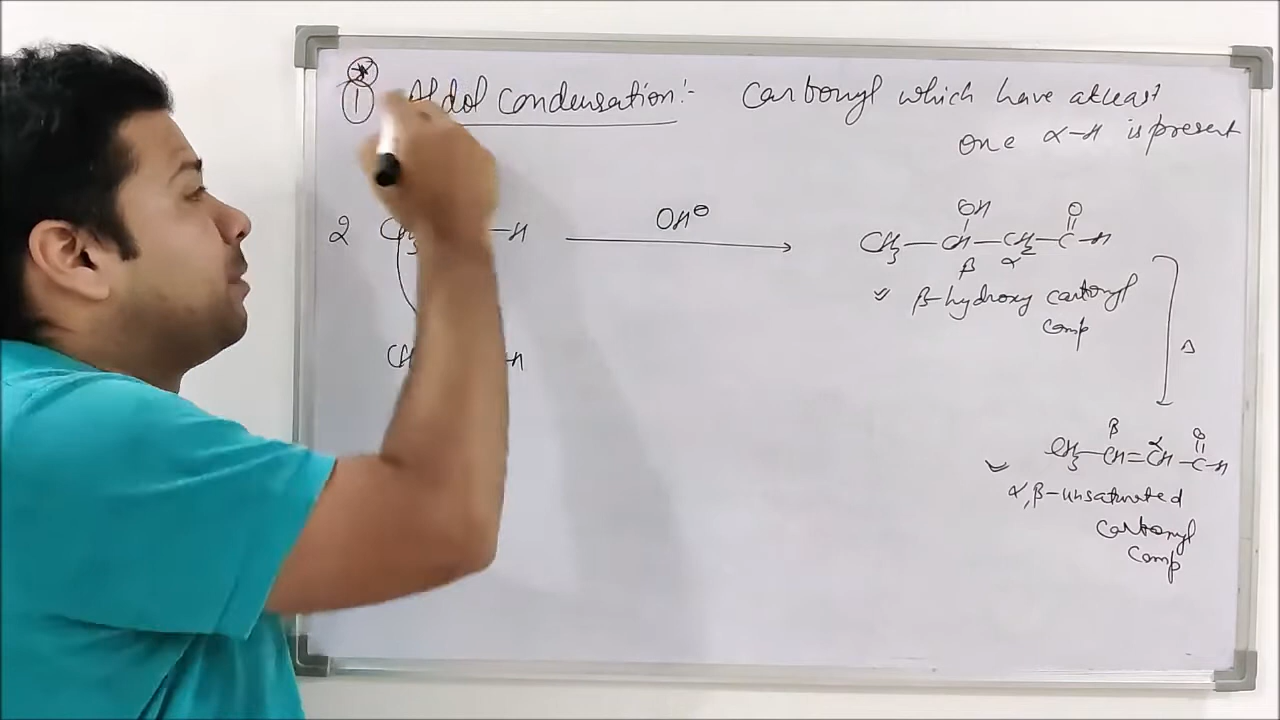 ① Aldol condensation:- Carbonyl which have atleast
one α-H is present
OH⊖
2 CH3 -H
OH O
CH3 — CH — CH2 — C — H
β α
β-hydroxy carbonyl
comp
Δ
CH -H
β α O
CH3 — CH = CH — C — H
α,β-unsaturated
carbonyl
comp